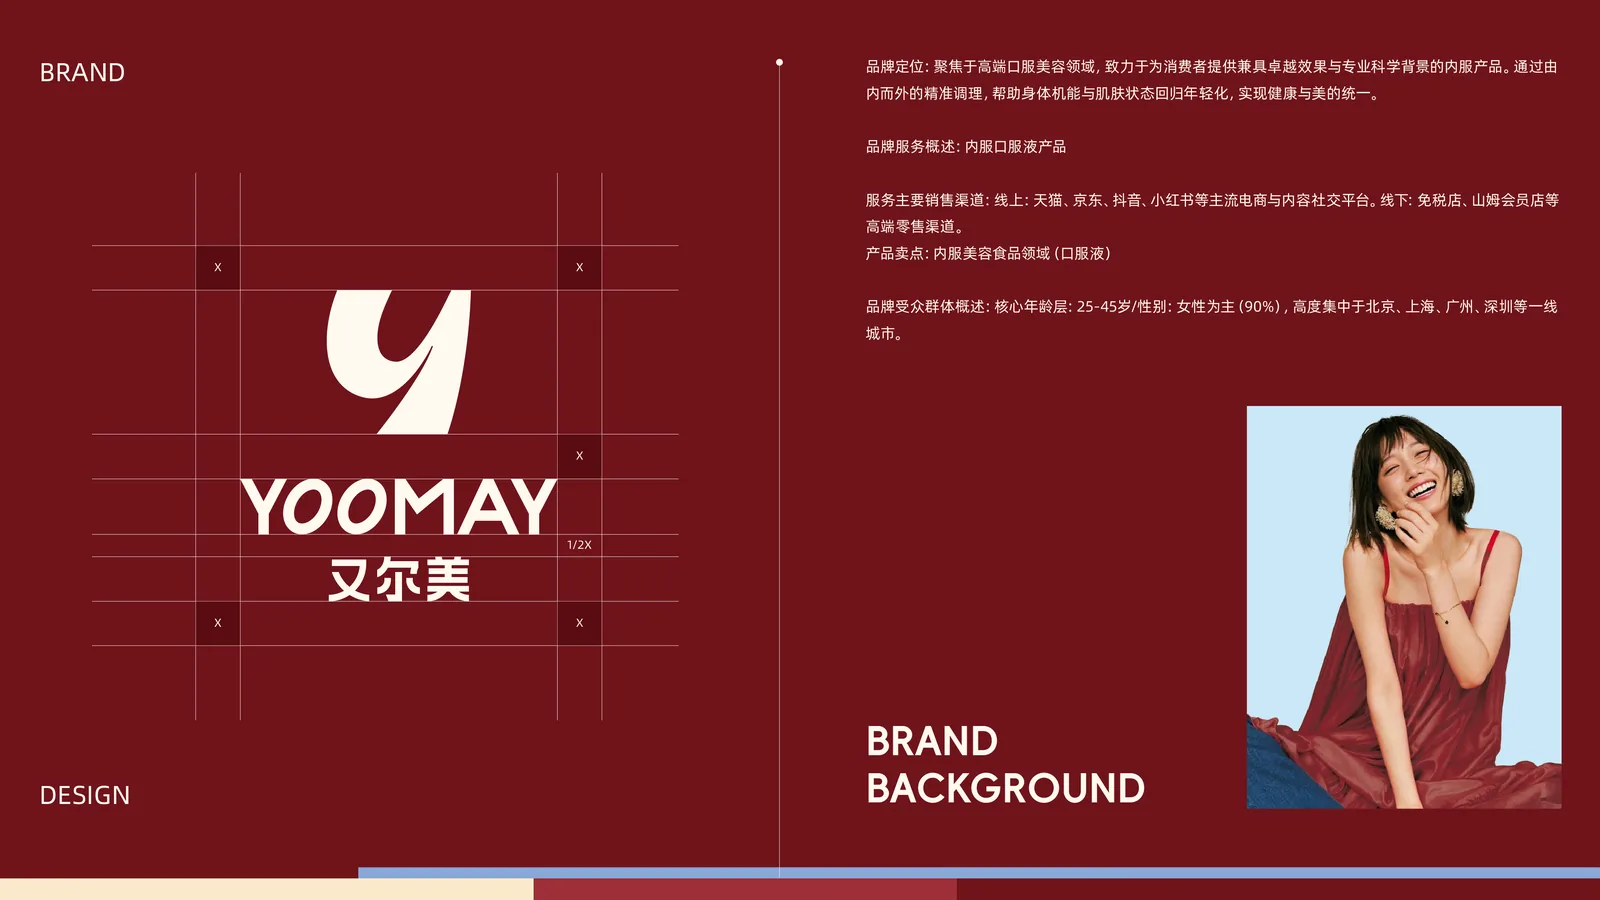 BRAND
X
X
y
X
YOOMAY
1/2X
又尔美
X
X
DESIGN
品牌定位: 聚焦于高端口服美容领域, 致力于为消费者提供兼具卓越效果与专业科学背景的内服产品。通过由
内而外的精准调理, 帮助身体机能与肌肤状态回归年轻化, 实现健康与美的统一。
品牌服务概述: 内服口服液产品
服务主要销售渠道: 线上: 天猫、京东、抖音、小红书等主流电商与内容社交平台。线下: 免税店、山姆会员店等
高端零售渠道。
产品卖点: 内服美容食品领域 (口服液)
品牌受众群体概述: 核心年龄层: 25-45岁/性别: 女性为主 (90%) , 高度集中于北京、上海、广州、深圳等一线
城市。
BRAND
BACKGROUND